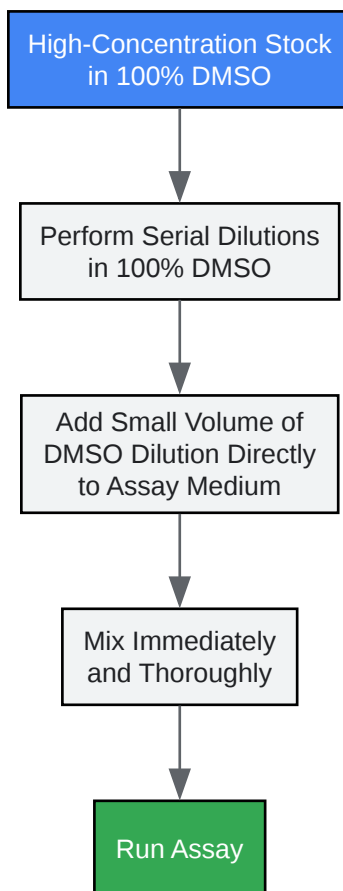 High-Concentration Stock
in 100% DMSO
Perform Serial Dilutions
in 100% DMSO
Add Small Volume of
DMSO Dilution Directly
to Assay Medium
Mix Immediately
and Thoroughly
Run Assay